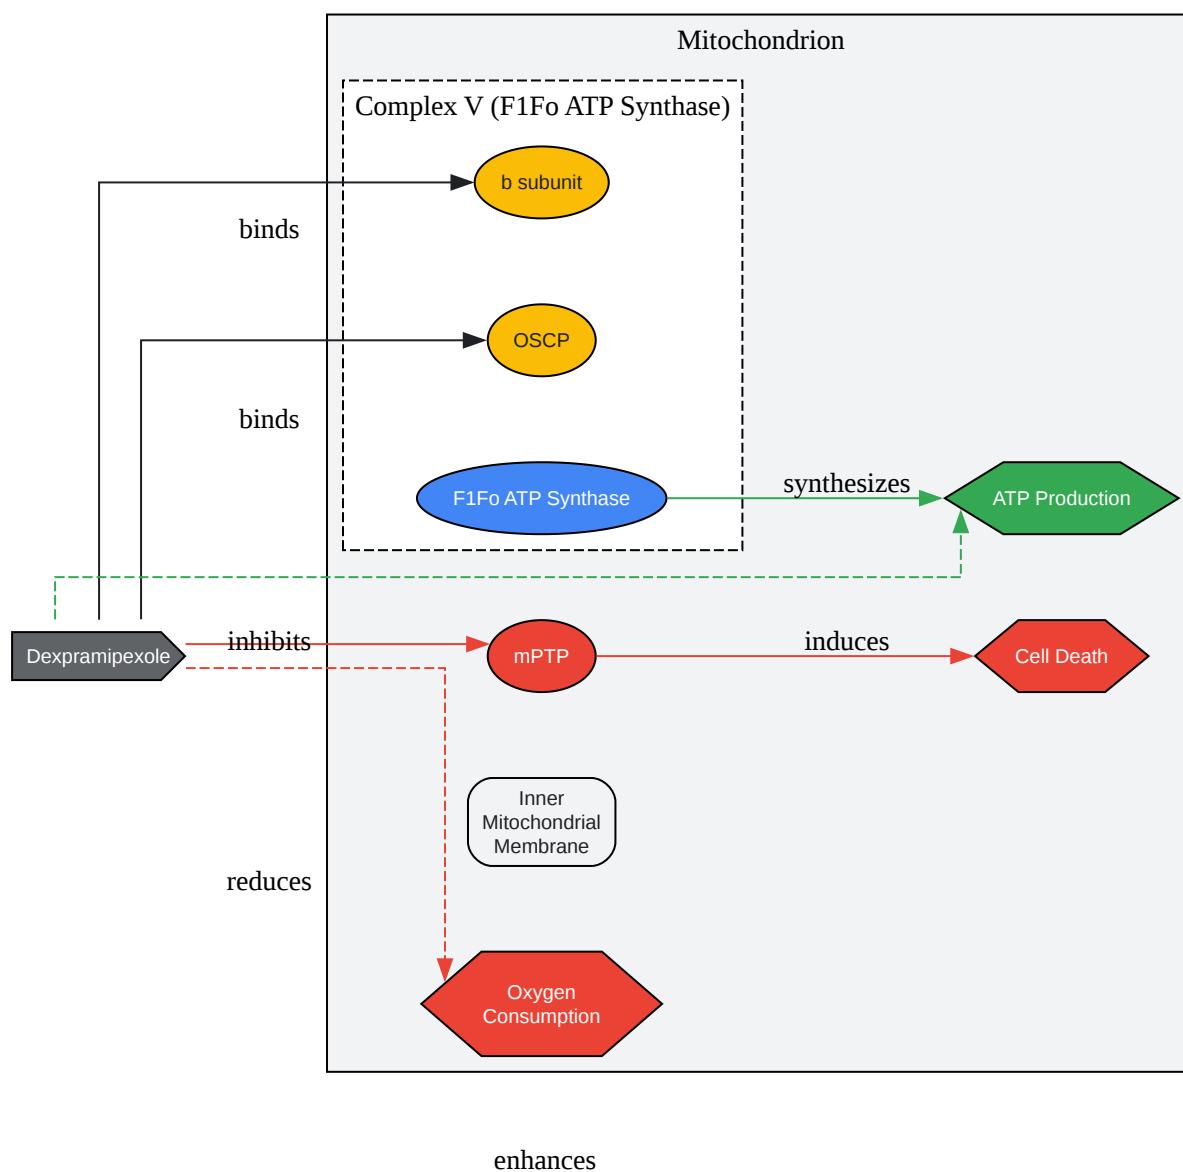 Mitochondrion
Complex V (F1Fo ATP Synthase)
b subunit
binds
OSCP
binds
synthesizes
F1Fo ATP Synthase
ATP Production
inhibits
induces
Dexpramipexole
mPTP
Cell Death
Inner
Mitochondrial
Membrane
reduces
Oxygen
Consumption
enhances